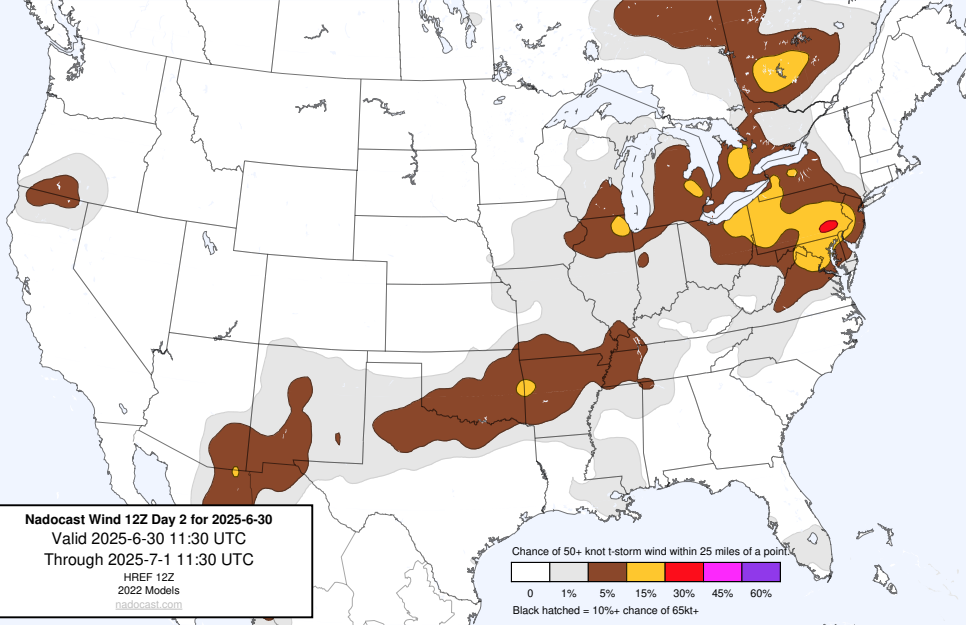 Nadocast Wind 12Z Day 2 for 2025-6-30
Valid 2025-6-30 11:30 UTC
Through 2025-7-1 11:30 UTC
HREF 12Z
2022 Models
nadocast.com
Chance of 50+ knot t-storm wind within 25 miles of a point.
0 1% 5% 15% 30% 45% 60%
Black hatched = 10%+ chance of 65kt+